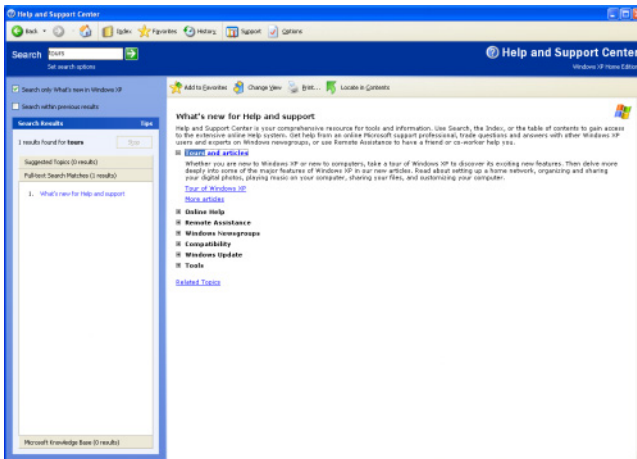 Help and Support Center
Back
Index Favorites History Support Options
Search tours
Set search options
Help and Support Center
Windows XP Home Edition
Search only What's new in Windows XP
Search within previous results
Search Results Tips
1 results found for tours
Suggested Topics (0 results)
Full-text Search Matches (1 results)
1. What's new for Help and support
Microsoft Knowledge Base (0 results)
Add to Favorites Change View Print... Locate in Contents
What's new for Help and support
Help and Support Center is your comprehensive resource for tools and information. Use Search, the Index, or the table of contents to gain access
to the extensive online Help system. Get help from an online Microsoft support professional, trade questions and answers with other Windows XP
users and experts on Windows newsgroups, or use Remote Assistance to have a friend or co-worker help you.
Tours and articles
Whether you are new to Windows XP or new to computers, take a tour of Windows XP to discover its exciting new features. Then delve more
deeply into some of the major features of Windows XP in our new articles. Read about setting up a home network, organizing and sharing
your digital photos, playing music on your computer, sharing your files, and customizing your computer.
Tour of Windows XP
More articles
Online Help
Remote Assistance
Windows Newsgroups
Compatibility
Windows Update
Tools
Related Topics